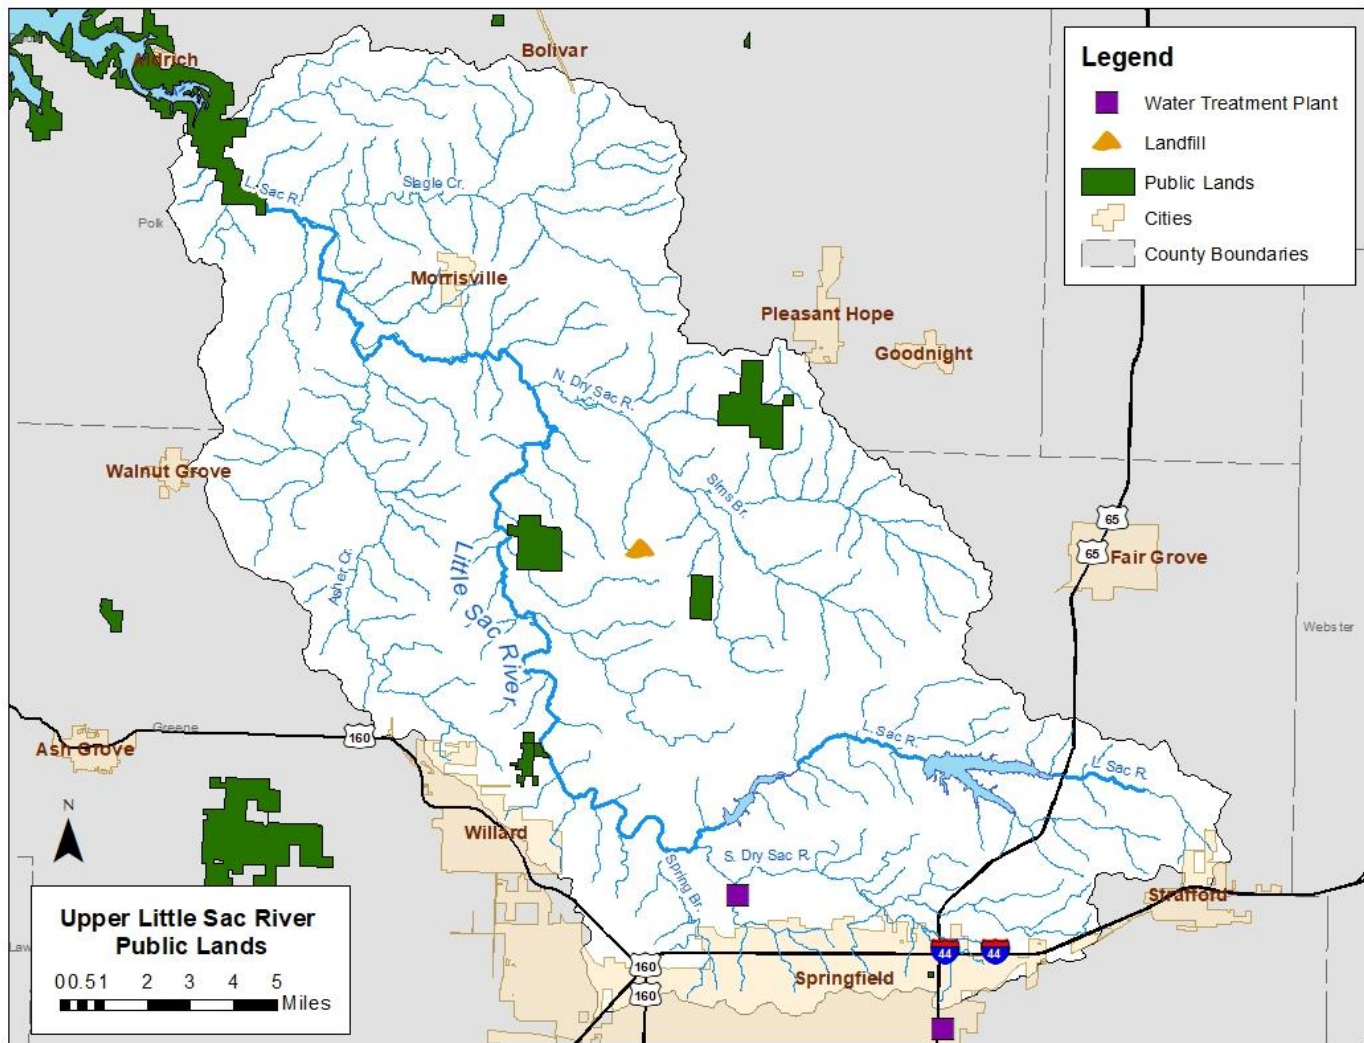 Bolivar
Aldrich
Legend
Water Treatment Plant
Landfill
Public Lands
Cities
County Boundaries
L. Sac R.
Slagle Cr.
Polk
Morrisville
Pleasant Hope
Goodnight
N. Dry Sac R.
Walnut Grove
Sims Br.
65
65
Fair Grove
Asher Cr.
Little Sac River
Webster
Greene
160
Ash Grove
L. Sac R.
L. Sac R.
N
Willard
S. Dry Sac R.
Spring Br.
Strafford
Upper Little Sac River
Public Lands
0 0.5 1 2 3 4 5
Miles
Law
160
160
44
44
Springfield